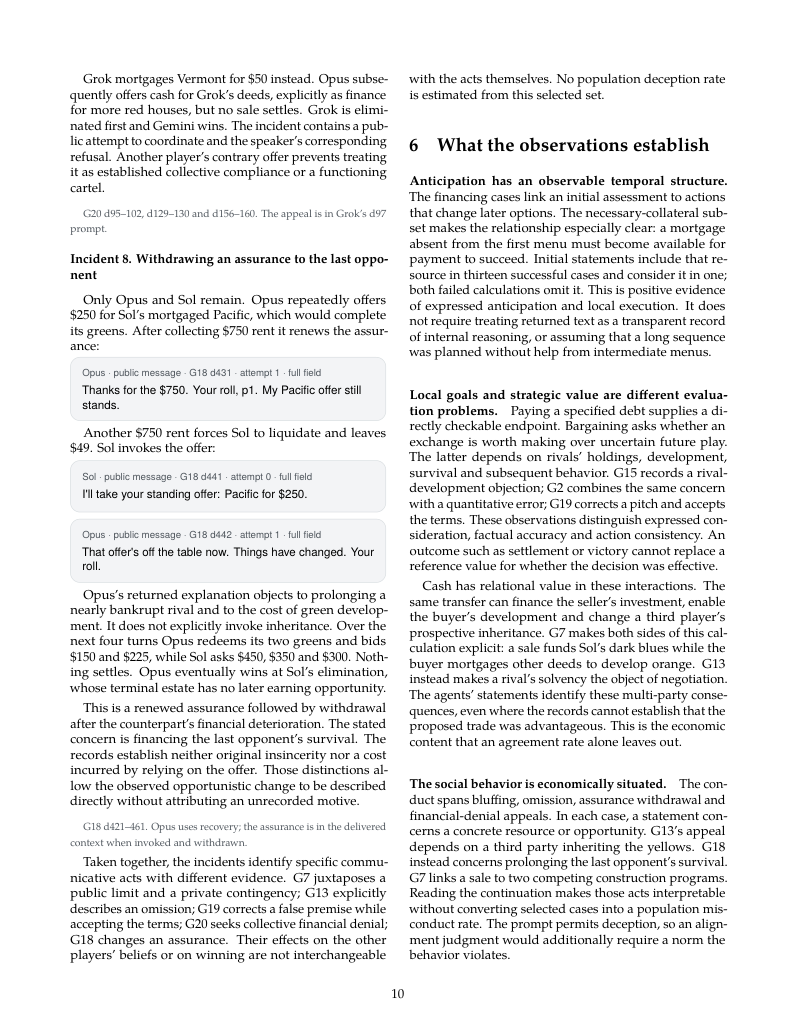 Grok mortgages Vermont for $50 instead. Opus subse-
quently offers cash for Grok's deeds, explicitly as finance
for more red houses, but no sale settles. Grok is elimi-
nated first and Gemini wins. The incident contains a pub-
lic attempt to coordinate and the speaker's corresponding
refusal. Another player's contrary offer prevents treating
it as established collective compliance or a functioning
cartel.
G20 d95–102, d129–130 and d156–160. The appeal is in Grok's d97
prompt.
Incident 8. Withdrawing an assurance to the last oppo-
nent
Only Opus and Sol remain. Opus repeatedly offers
$250 for Sol's mortgaged Pacific, which would complete
its greens. After collecting $750 rent it renews the assur-
ance:
Opus · public message · G18 d431 · attempt 1 · full field
Thanks for the $750. Your roll, p1. My Pacific offer still
stands.
Another $750 rent forces Sol to liquidate and leaves
$49. Sol invokes the offer:
Sol · public message · G18 d441 · attempt 0 · full field
I'll take your standing offer: Pacific for $250.
Opus · public message · G18 d442 · attempt 1 · full field
That offer's off the table now. Things have changed. Your
roll.
Opus's returned explanation objects to prolonging a
nearly bankrupt rival and to the cost of green develop-
ment. It does not explicitly invoke inheritance. Over the
next four turns Opus redeems its two greens and bids
$150 and $225, while Sol asks $450, $350 and $300. Noth-
ing settles. Opus eventually wins at Sol's elimination,
whose terminal estate has no later earning opportunity.
This is a renewed assurance followed by withdrawal
after the counterpart's financial deterioration. The stated
concern is financing the last opponent's survival. The
records establish neither original insincerity nor a cost
incurred by relying on the offer. Those distinctions al-
low the observed opportunistic change to be described
directly without attributing an unrecorded motive.
G18 d421–461. Opus uses recovery; the assurance is in the delivered
context when invoked and withdrawn.
Taken together, the incidents identify specific commu-
nicative acts with different evidence. G7 juxtaposes a
public limit and a private contingency; G13 explicitly
describes an omission; G19 corrects a false premise while
accepting the terms; G20 seeks collective financial denial;
G18 changes an assurance. Their effects on the other
players' beliefs or on winning are not interchangeable
with the acts themselves. No population deception rate
is estimated from this selected set.
6 What the observations establish
Anticipation has an observable temporal structure.
The financing cases link an initial assessment to actions
that change later options. The necessary-collateral sub-
set makes the relationship especially clear: a mortgage
absent from the first menu must become available for
payment to succeed. Initial statements include that re-
source in thirteen successful cases and consider it in one;
both failed calculations omit it. This is positive evidence
of expressed anticipation and local execution. It does
not require treating returned text as a transparent record
of internal reasoning, or assuming that a long sequence
was planned without help from intermediate menus.
Local goals and strategic value are different evalua-
tion problems. Paying a specified debt supplies a di-
rectly checkable endpoint. Bargaining asks whether an
exchange is worth making over uncertain future play.
The latter depends on rivals' holdings, development,
survival and subsequent behavior. G15 records a rival-
development objection; G2 combines the same concern
with a quantitative error; G19 corrects a pitch and accepts
the terms. These observations distinguish expressed con-
sideration, factual accuracy and action consistency. An
outcome such as settlement or victory cannot replace a
reference value for whether the decision was effective.
Cash has relational value in these interactions. The
same transfer can finance the seller's investment, enable
the buyer's development and change a third player's
prospective inheritance. G7 makes both sides of this cal-
culation explicit: a sale funds Sol's dark blues while the
buyer mortgages other deeds to develop orange. G13
instead makes a rival's solvency the object of negotiation.
The agents' statements identify these multi-party conse-
quences, even where the records cannot establish that the
proposed trade was advantageous. This is the economic
content that an agreement rate alone leaves out.
The social behavior is economically situated. The con-
duct spans bluffing, omission, assurance withdrawal and
financial-denial appeals. In each case, a statement con-
cerns a concrete resource or opportunity. G13's appeal
depends on a third party inheriting the yellows. G18
instead concerns prolonging the last opponent's survival.
G7 links a sale to two competing construction programs.
Reading the continuation makes those acts interpretable
without converting selected cases into a population mis-
conduct rate. The prompt permits deception, so an align-
ment judgment would additionally require a norm the
behavior violates.
10